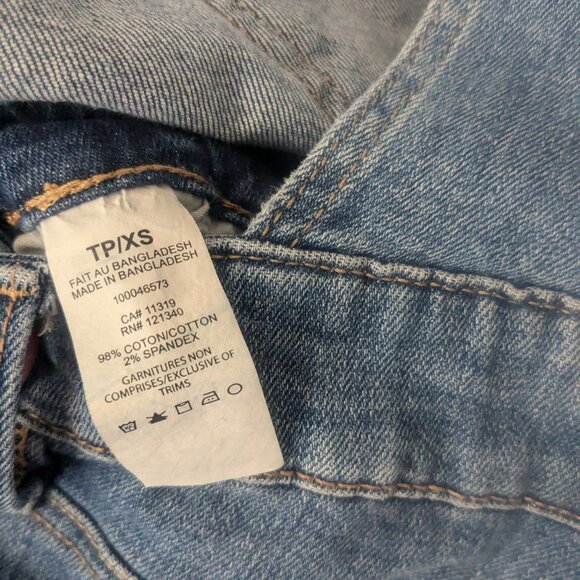 TP/XS
FAIT AU BANGLADESH
MADE IN BANGLADESH
100046573
CA# 11319
RN# 121340
98% COTON/COTTON
2% SPANDEX
GARNITURES NON
COMPRISES/EXCLUSIVE OF
TRIMS